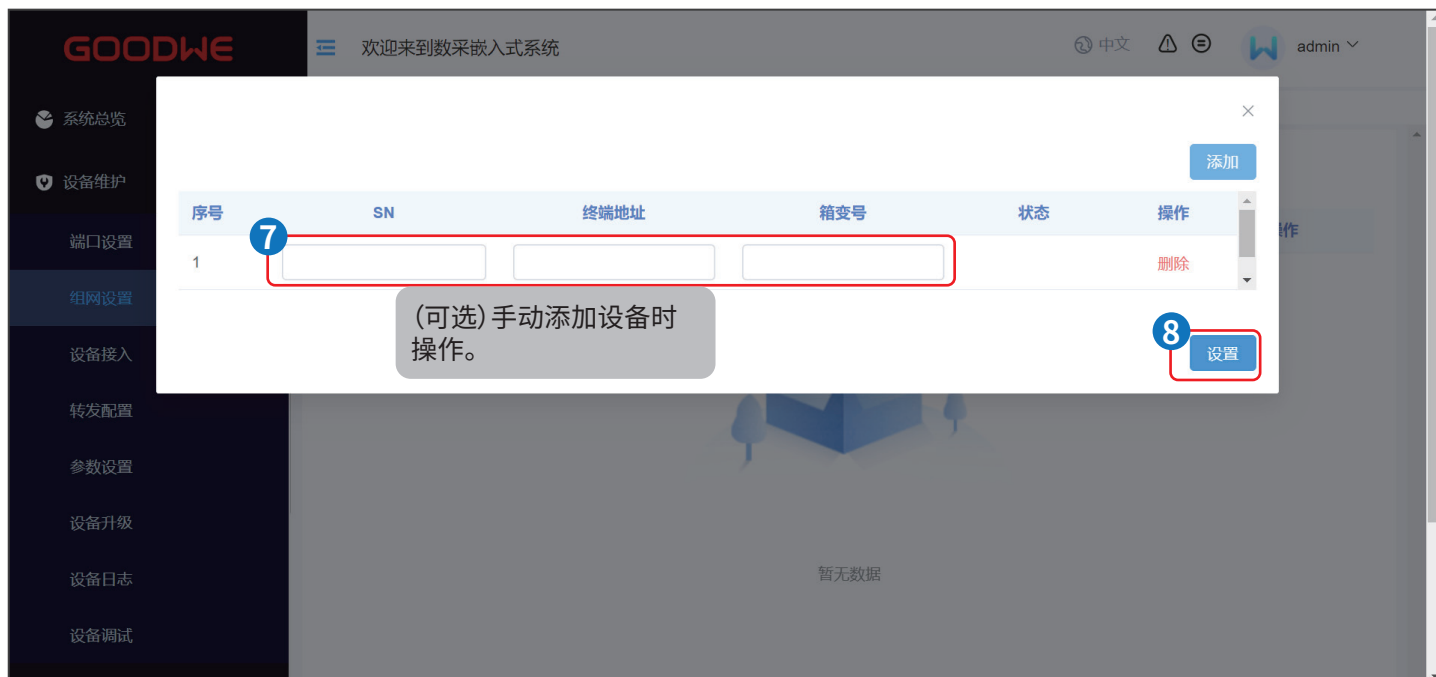 GOODWE
欢迎来到数采嵌入式系统
中文
admin
系统总览
设备维护
端口设置
组网设置
设备接入
转发配置
参数设置
设备升级
设备日志
设备调试
添加
序号 SN 终端地址 箱变号 状态 操作
7
1 删除
(可选)手动添加设备时
操作。
8
设置
作
暂无数据